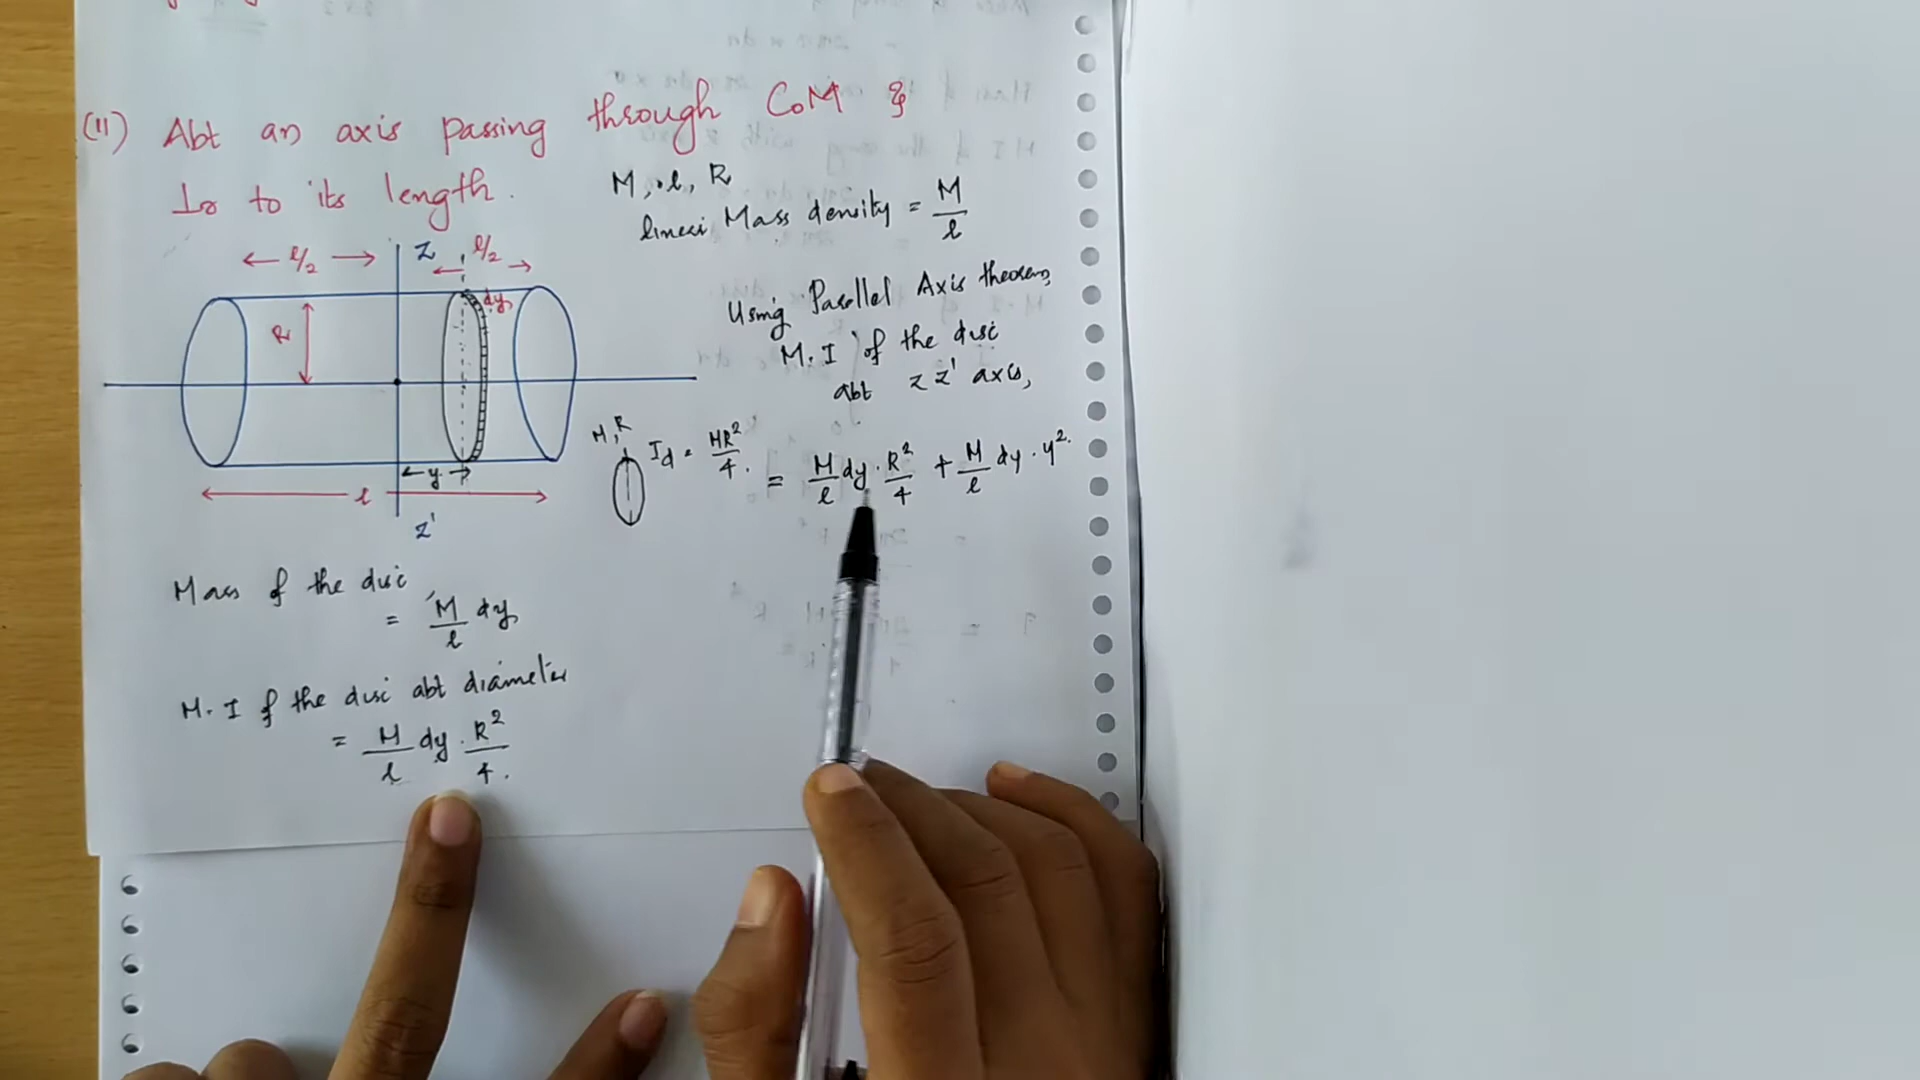 (11) Abt an axis passing through CoM &
⊥r to its length.
M, l, R
linear Mass density = M/l
l/2
Z
l/2
dy
R
y
l
Z'
Using Parallel Axis theorem,
M.I of the disc
abt zz' axis,
M, R
I_d = MR²/4.
= M/l dy · R²/4 + M/l dy · y².
Mass of the disc
= M/l dy
M.I of the disc abt diameter
= M/l dy · R²/4.